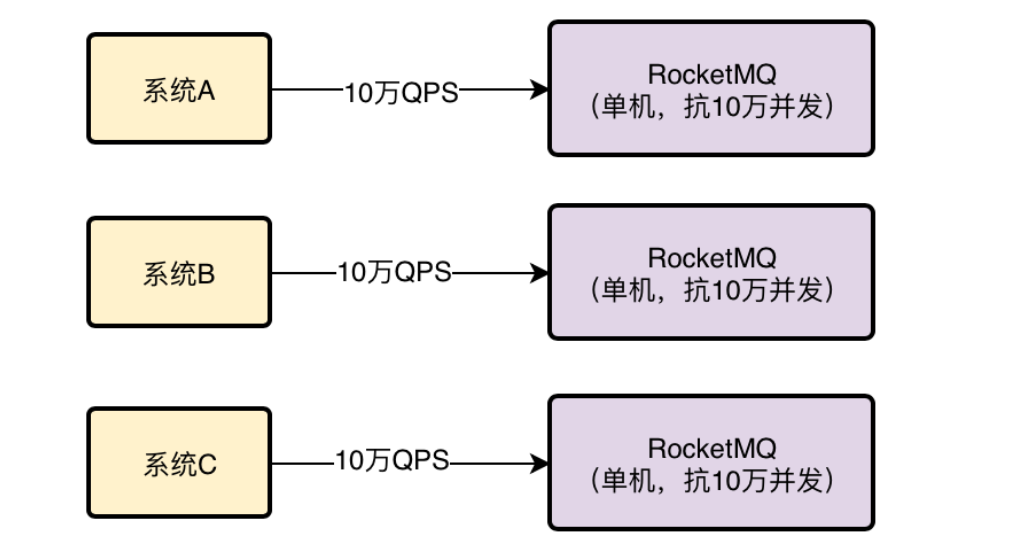 系统A
10万QPS
RocketMQ
（单机，抗10万并发）
系统B
10万QPS
RocketMQ
（单机，抗10万并发）
系统C
10万QPS
RocketMQ
（单机，抗10万并发）